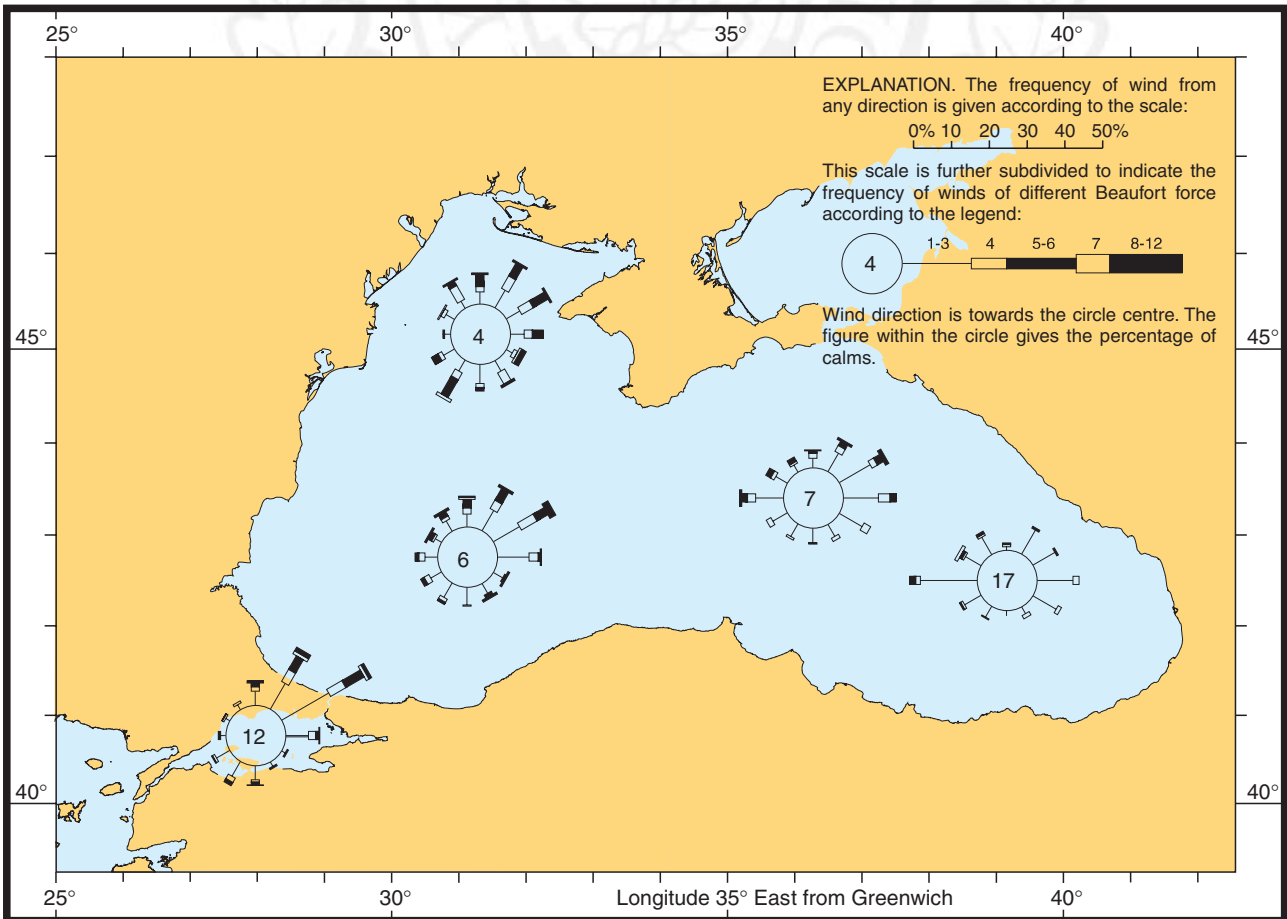 25° 30° 35° 40°
EXPLANATION. The frequency of wind from
any direction is given according to the scale:
0% 10 20 30 40 50%
This scale is further subdivided to indicate the
frequency of winds of different Beaufort force
according to the legend:
1-3 4 5-6 7 8-12
4
Wind direction is towards the circle centre. The
figure within the circle gives the percentage of
calms.
45° 45°
4
7
6
17
12
40° 40°
25° 30° Longitude 35° East from Greenwich 40°